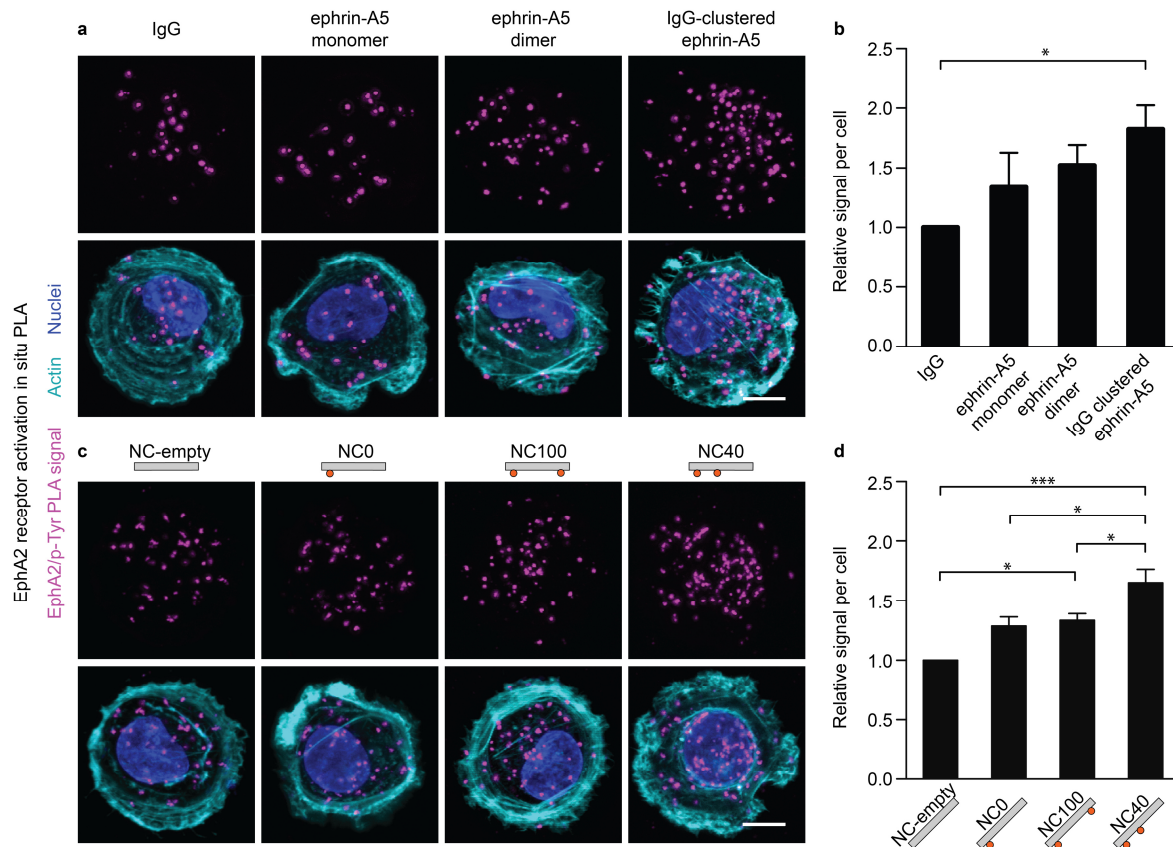 EphA2 receptor activation in situ PLA
EphA2/p-Tyr PLA signal Actin Nuclei
a
IgG
ephrin-A5
monomer
ephrin-A5
dimer
IgG-clustered
ephrin-A5
b
Relative signal per cell
2.5
2.0
1.5
1.0
0.5
0.0
*
IgG
ephrin-A5
monomer
ephrin-A5
dimer
IgG clustered
ephrin-A5
c
NC-empty
NC0
NC100
NC40
d
Relative signal per cell
2.5
2.0
1.5
1.0
0.5
0.0
***
*
*
*
NC-empty
NC0
NC100
NC40